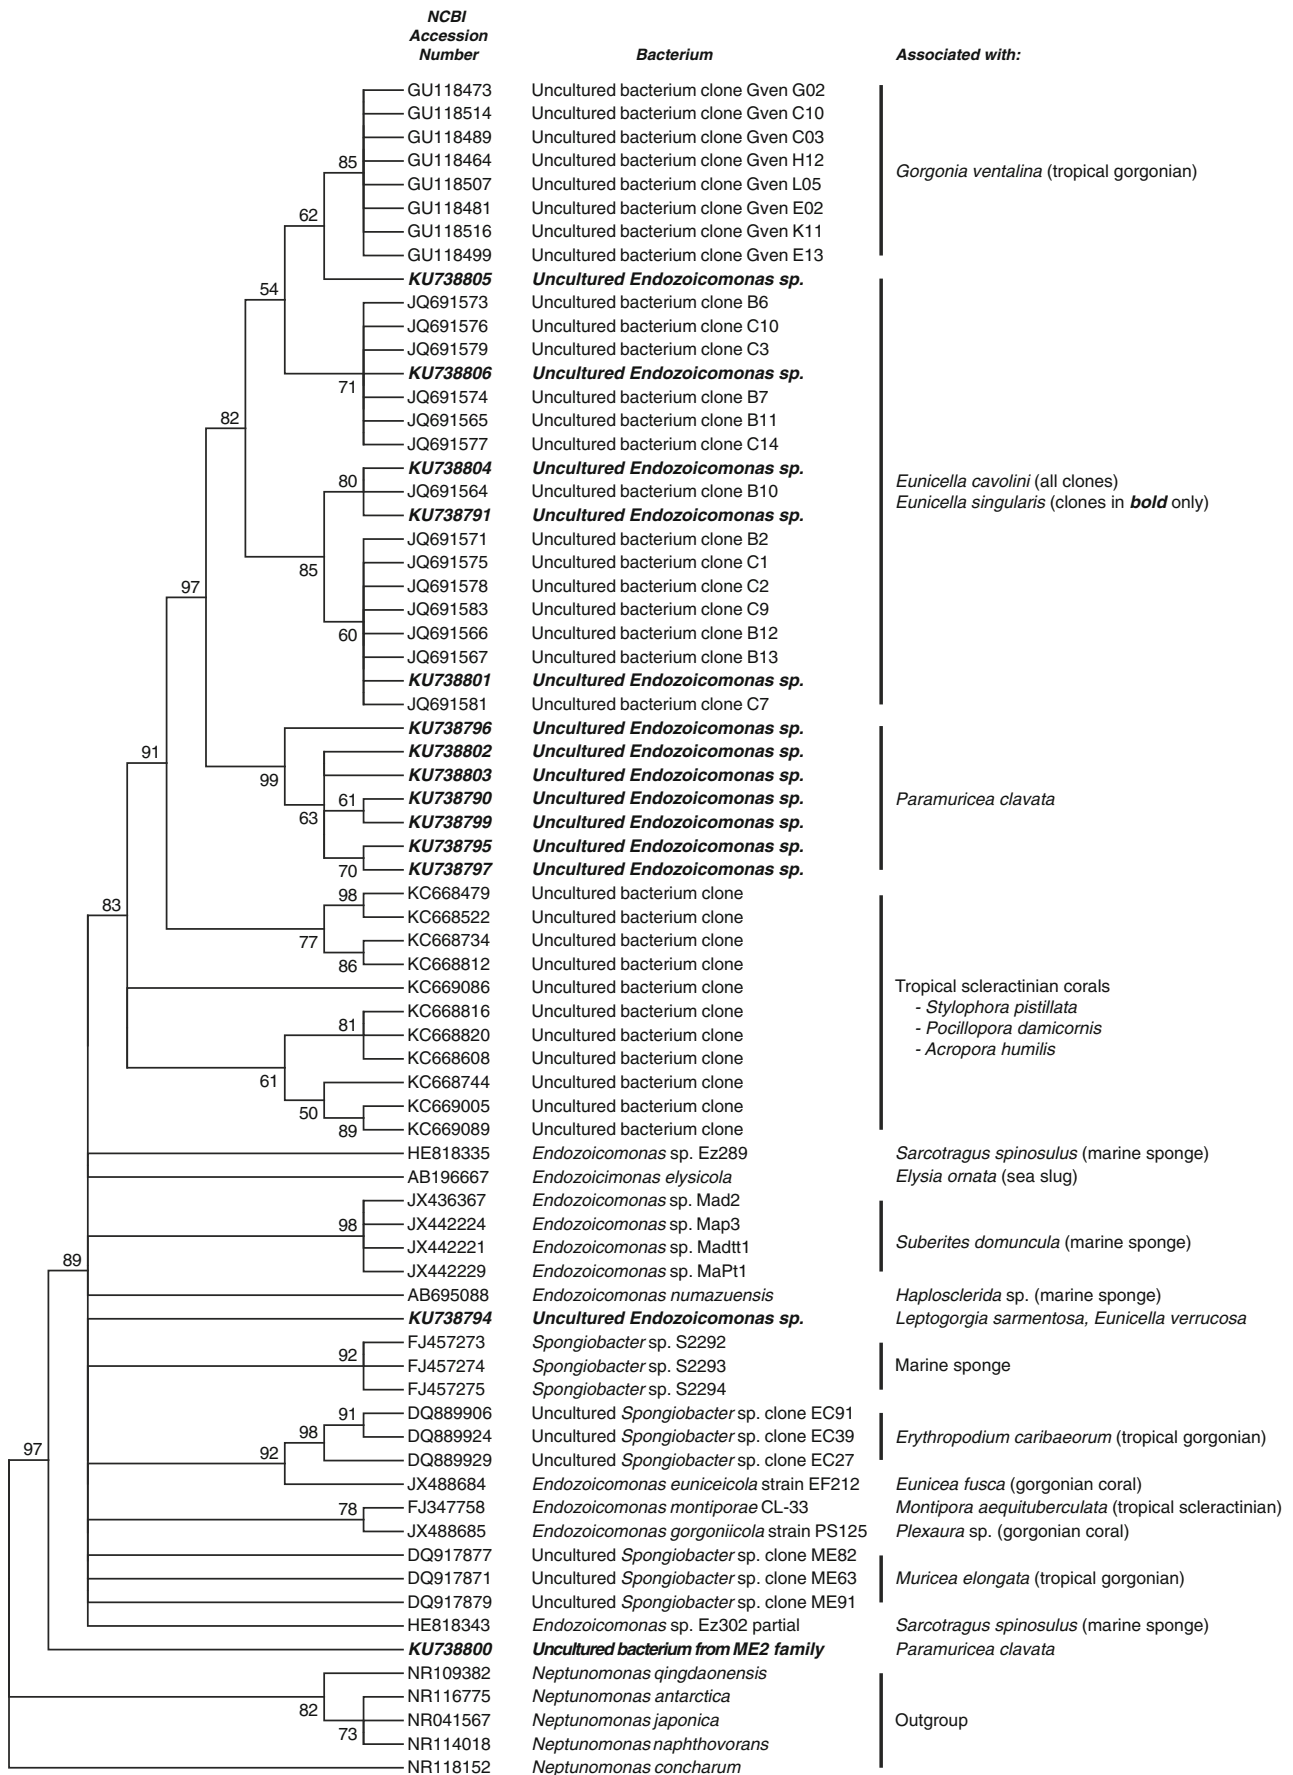 NCBI
Accession
Number Bacterium Associated with:
GU118473 Uncultured bacterium clone Gven G02
GU118514 Uncultured bacterium clone Gven C10
GU118489 Uncultured bacterium clone Gven C03
85 GU118464 Uncultured bacterium clone Gven H12
Gorgonia ventalina (tropical gorgonian)
GU118507 Uncultured bacterium clone Gven L05
62 GU118481 Uncultured bacterium clone Gven E02
GU118516 Uncultured bacterium clone Gven K11
GU118499 Uncultured bacterium clone Gven E13
54 KU738805 Uncultured Endozoicomonas sp.
JQ691573 Uncultured bacterium clone B6
JQ691576 Uncultured bacterium clone C10
JQ691579 Uncultured bacterium clone C3
71 KU738806 Uncultured Endozoicomonas sp.
JQ691574 Uncultured bacterium clone B7
82 JQ691565 Uncultured bacterium clone B11
JQ691577 Uncultured bacterium clone C14
80 KU738804 Uncultured Endozoicomonas sp.
Eunicella cavolini (all clones)
JQ691564 Uncultured bacterium clone B10
Eunicella singularis (clones in bold only)
KU738791 Uncultured Endozoicomonas sp.
JQ691571 Uncultured bacterium clone B2
85 JQ691575 Uncultured bacterium clone C1
97 JQ691578 Uncultured bacterium clone C2
JQ691583 Uncultured bacterium clone C9
60 JQ691566 Uncultured bacterium clone B12
JQ691567 Uncultured bacterium clone B13
KU738801 Uncultured Endozoicomonas sp.
JQ691581 Uncultured bacterium clone C7
KU738796 Uncultured Endozoicomonas sp.
91 KU738802 Uncultured Endozoicomonas sp.
99 KU738803 Uncultured Endozoicomonas sp.
61 KU738790 Uncultured Endozoicomonas sp. Paramuricea clavata
63 KU738799 Uncultured Endozoicomonas sp.
KU738795 Uncultured Endozoicomonas sp.
70 KU738797 Uncultured Endozoicomonas sp.
98 KC668479 Uncultured bacterium clone
83 KC668522 Uncultured bacterium clone
77 KC668734 Uncultured bacterium clone
86 KC668812 Uncultured bacterium clone
KC669086 Uncultured bacterium clone Tropical scleractinian corals
KC668816 Uncultured bacterium clone - Stylophora pistillata
81 KC668820 Uncultured bacterium clone - Pocillopora damicornis
KC668608 Uncultured bacterium clone - Acropora humilis
61 KC668744 Uncultured bacterium clone
50 KC669005 Uncultured bacterium clone
89 KC669089 Uncultured bacterium clone
HE818335 Endozoicomonas sp. Ez289 Sarcotragus spinosulus (marine sponge)
AB196667 Endozoicimonas elysicola Elysia ornata (sea slug)
JX436367 Endozoicomonas sp. Mad2
98 JX442224 Endozoicomonas sp. Map3
Suberites domuncula (marine sponge)
JX442221 Endozoicomonas sp. Madtt1
89 JX442229 Endozoicomonas sp. MaPt1
AB695088 Endozoicomonas numazuensis Haplosclerida sp. (marine sponge)
KU738794 Uncultured Endozoicomonas sp. Leptogorgia sarmentosa, Eunicella verrucosa
FJ457273 Spongiobacter sp. S2292
92 FJ457274 Spongiobacter sp. S2293 Marine sponge
FJ457275 Spongiobacter sp. S2294
91 DQ889906 Uncultured Spongiobacter sp. clone EC91
98 DQ889924 Uncultured Spongiobacter sp. clone EC39 Erythropodium caribaeorum (tropical gorgonian)
97 92 DQ889929 Uncultured Spongiobacter sp. clone EC27
JX488684 Endozoicomonas euniceicola strain EF212 Eunicea fusca (gorgonian coral)
78 FJ347758 Endozoicomonas montiporae CL-33 Montipora aequituberculata (tropical scleractinian)
JX488685 Endozoicomonas gorgoniicola strain PS125 Plexaura sp. (gorgonian coral)
DQ917877 Uncultured Spongiobacter sp. clone ME82
DQ917871 Uncultured Spongiobacter sp. clone ME63 Muricea elongata (tropical gorgonian)
DQ917879 Uncultured Spongiobacter sp. clone ME91
HE818343 Endozoicomonas sp. Ez302 partial Sarcotragus spinosulus (marine sponge)
KU738800 Uncultured bacterium from ME2 family Paramuricea clavata
NR109382 Neptunomonas qingdaonensis
82 NR116775 Neptunomonas antarctica
NR041567 Neptunomonas japonica Outgroup
73 NR114018 Neptunomonas naphthovorans
NR118152 Neptunomonas concharum